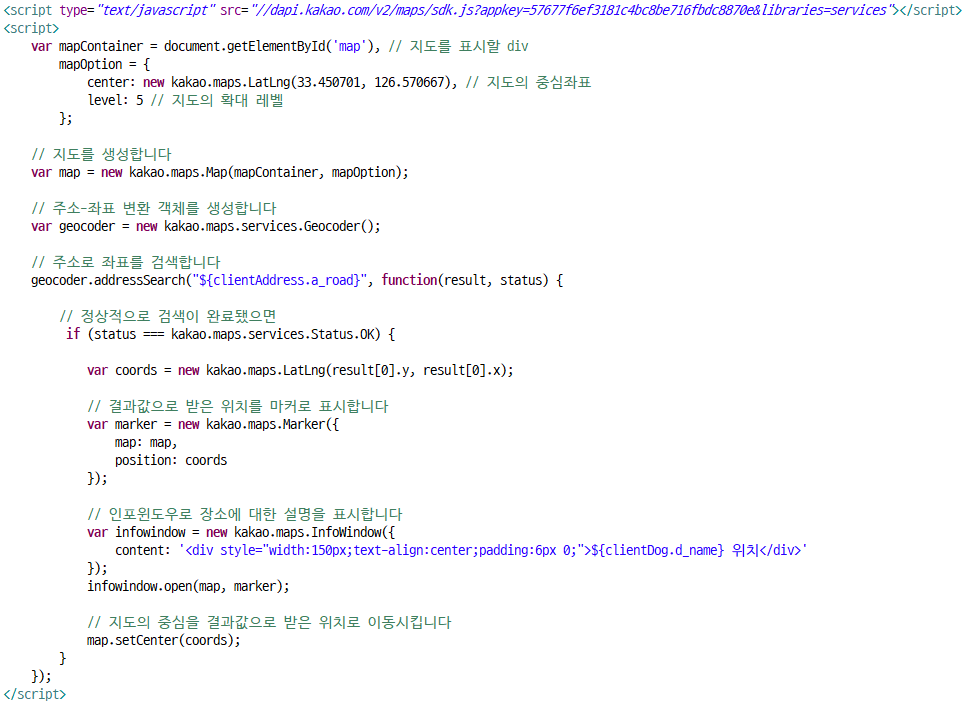 <script type="text/javascript" src="//dapi.kakao.com/v2/maps/sdk.js?appkey=57677f6ef3181c4bc8be716fbdc8870e&libraries=services"></script>
<script>
    var mapContainer = document.getElementById('map'), // 지도를 표시할 div
        mapOption = {
            center: new kakao.maps.LatLng(33.450701, 126.570667), // 지도의 중심좌표
            level: 5 // 지도의 확대 레벨
        };

    // 지도를 생성합니다
    var map = new kakao.maps.Map(mapContainer, mapOption);

    // 주소-좌표 변환 객체를 생성합니다
    var geocoder = new kakao.maps.services.Geocoder();

    // 주소로 좌표를 검색합니다
    geocoder.addressSearch("${clientAddress.a_road}", function(result, status) {

        // 정상적으로 검색이 완료됐으면
         if (status === kakao.maps.services.Status.OK) {

            var coords = new kakao.maps.LatLng(result[0].y, result[0].x);

            // 결과값으로 받은 위치를 마커로 표시합니다
            var marker = new kakao.maps.Marker({
                map: map,
                position: coords
            });

            // 인포윈도우로 장소에 대한 설명을 표시합니다
            var infowindow = new kakao.maps.InfoWindow({
                content: '<div style="width:150px;text-align:center;padding:6px 0;">${clientDog.d_name} 위치</div>'
            });
            infowindow.open(map, marker);

            // 지도의 중심을 결과값으로 받은 위치로 이동시킵니다
            map.setCenter(coords);
        }
    });
</script>